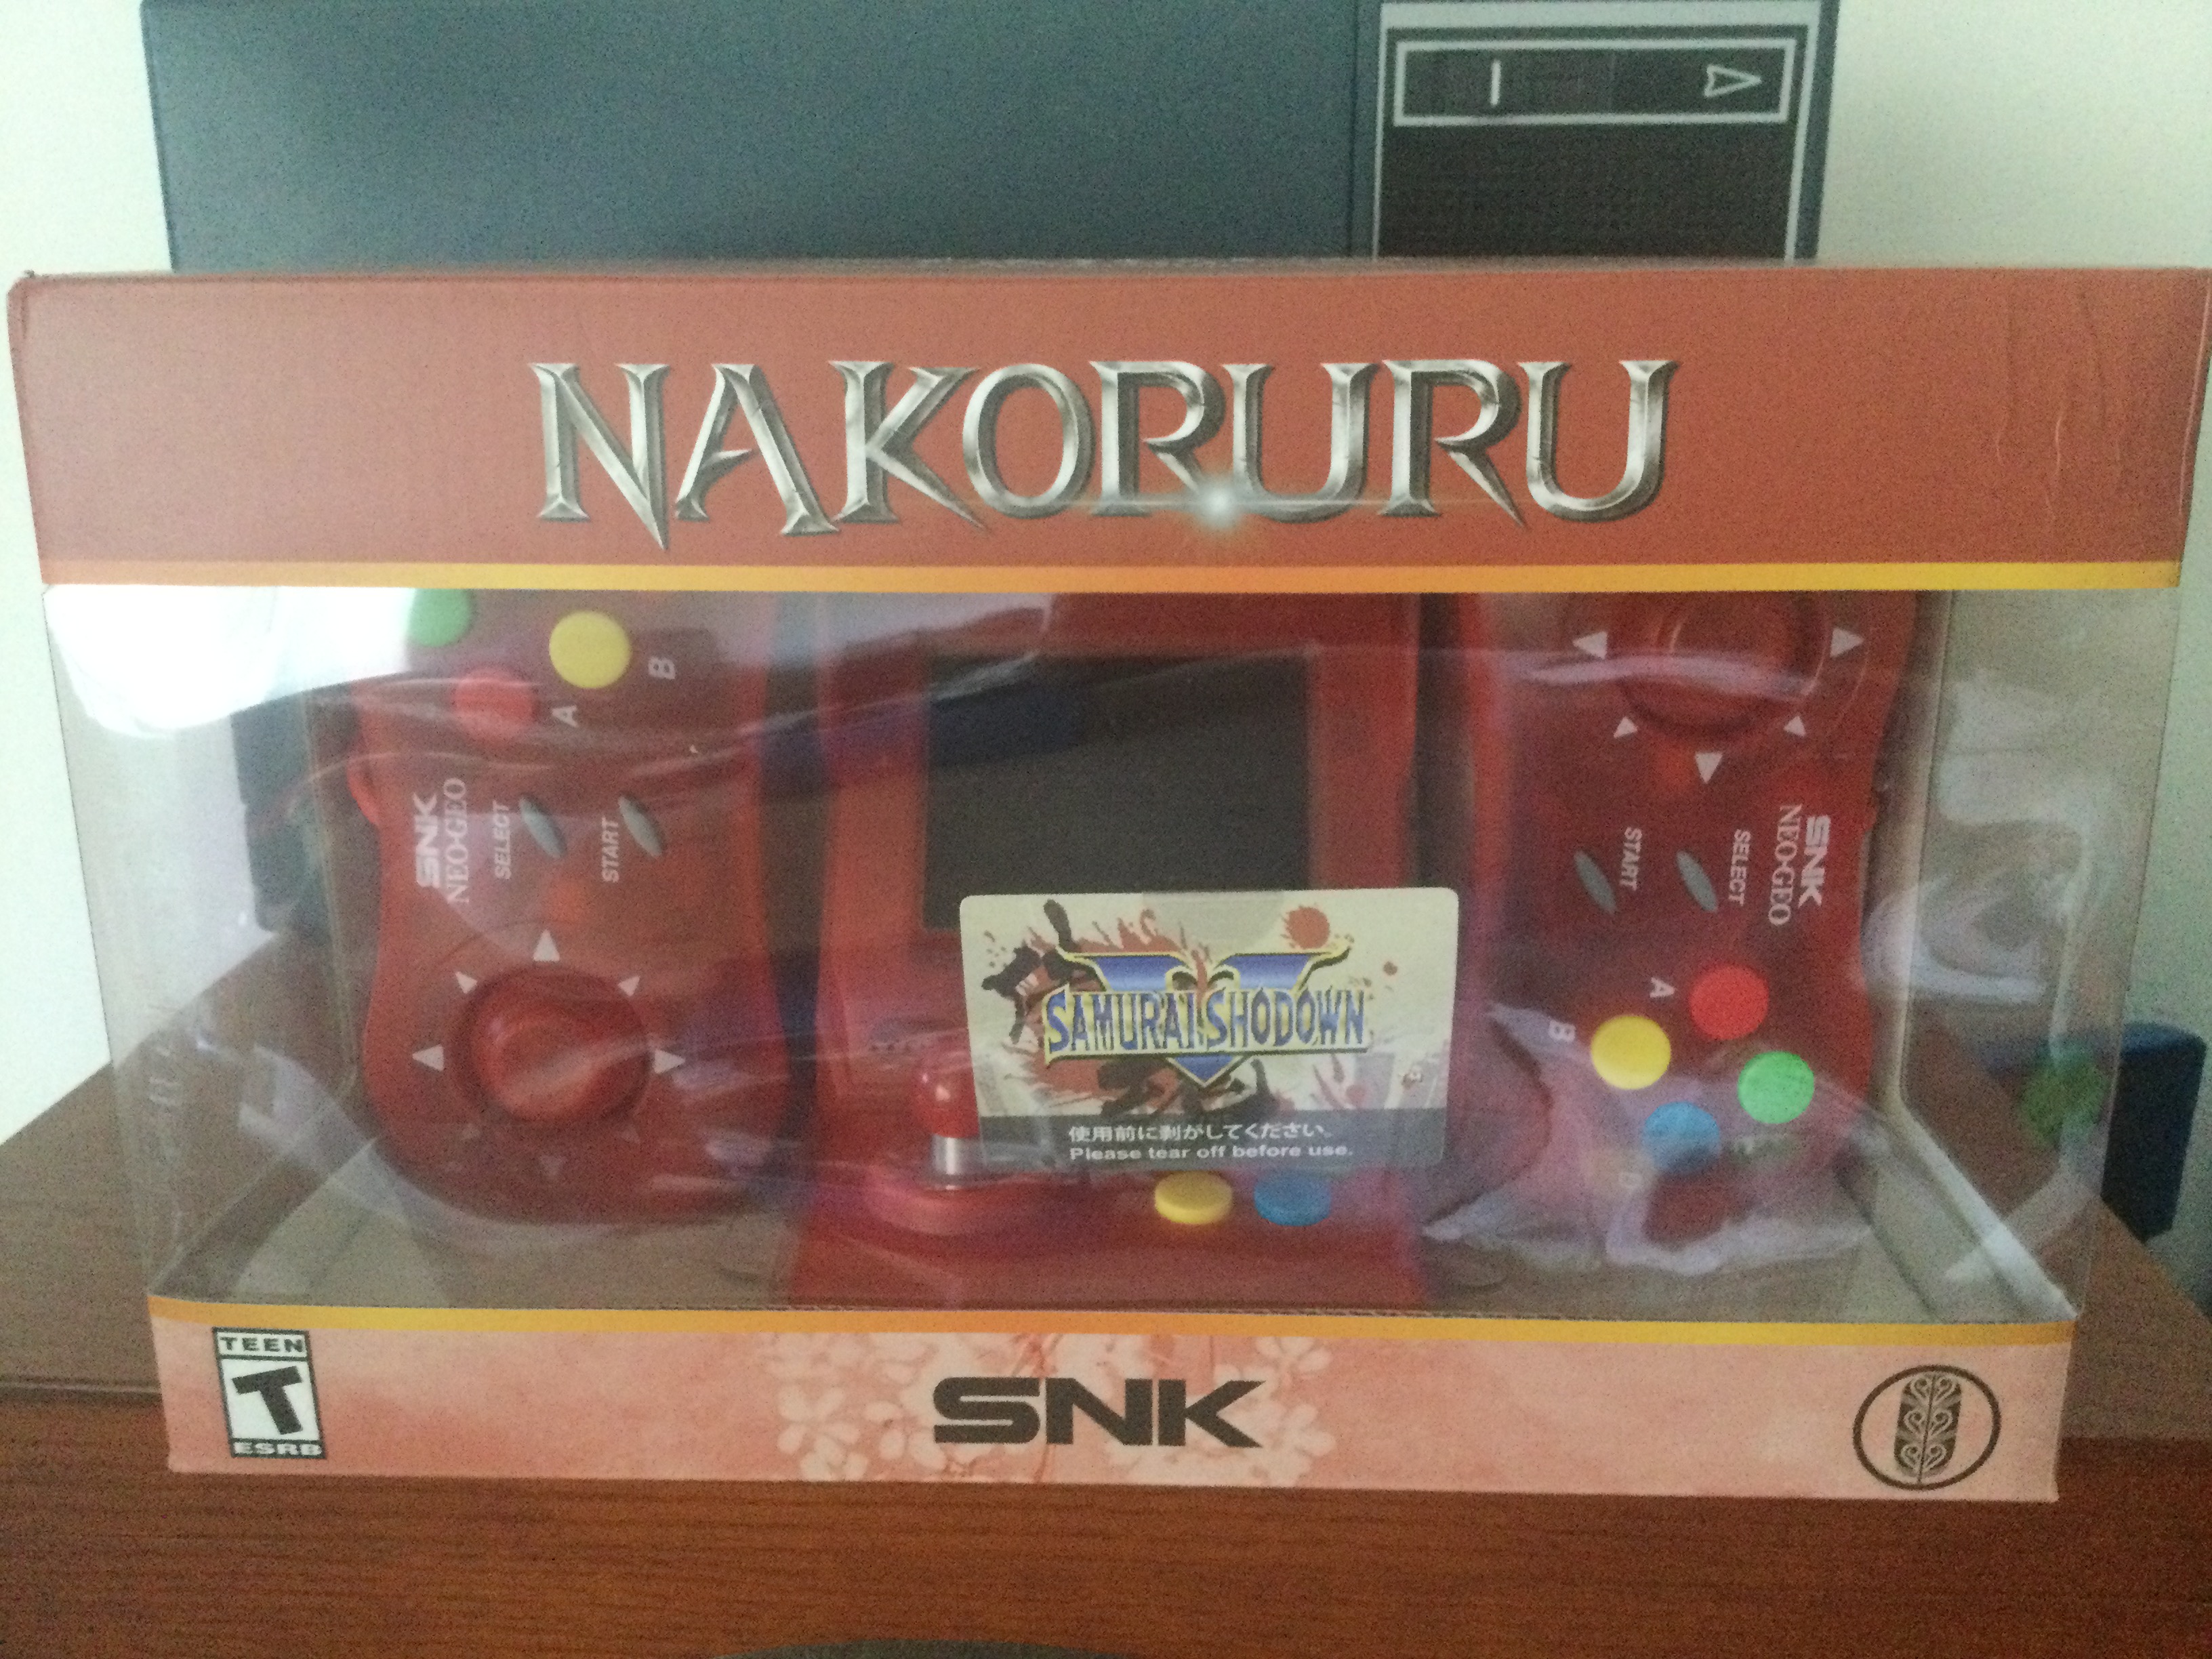 NAKORURU
B
A
SNK
NEO·GEO
SELECT
START
SNK
NEO·GEO
SELECT
START
A
B
D
SAMURAI SHODOWN
V
使用前に剥がしてください。
Please tear off before use.
TEEN
T
ESRB
SNK